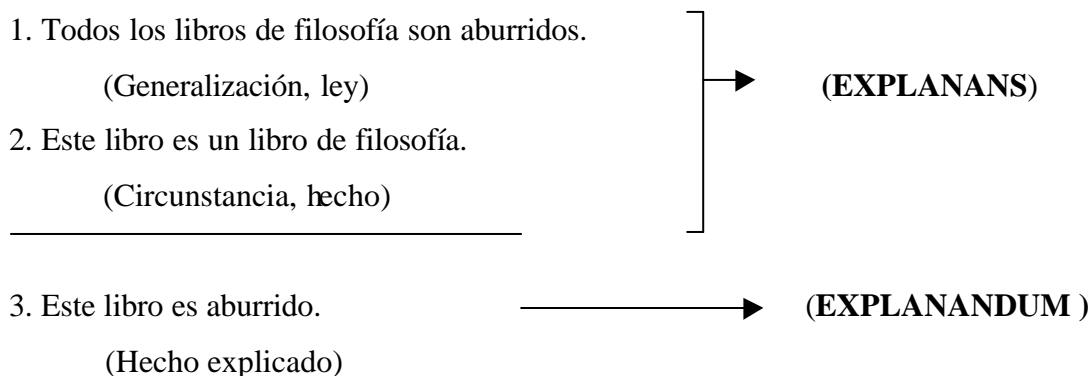 1. Todos los libros de filosofía son aburridos.
(Generalización, ley)
(EXPLANANS)
2. Este libro es un libro de filosofía.
(Circunstancia, hecho)
3. Este libro es aburrido.
(EXPLANANDUM )
(Hecho explicado)